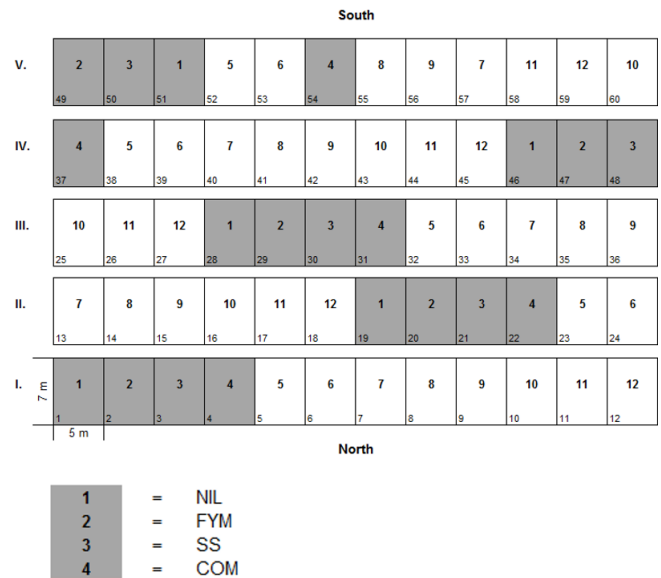 South
V. 2 3 1 5 6 4 8 9 7 11 12 10
49 50 51 52 53 54 55 56 57 58 59 60
IV. 4 5 6 7 8 9 10 11 12 1 2 3
37 38 39 40 41 42 43 44 45 46 47 48
III. 10 11 12 1 2 3 4 5 6 7 8 9
25 26 27 28 29 30 31 32 33 34 35 36
II. 7 8 9 10 11 12 1 2 3 4 5 6
13 14 15 16 17 18 19 20 21 22 23 24
I. 7 m 1 2 3 4 5 6 7 8 9 10 11 12
1 2 3 4 5 6 7 8 9 10 11 12
5 m
North
1 = NIL
2 = FYM
3 = SS
4 = COM